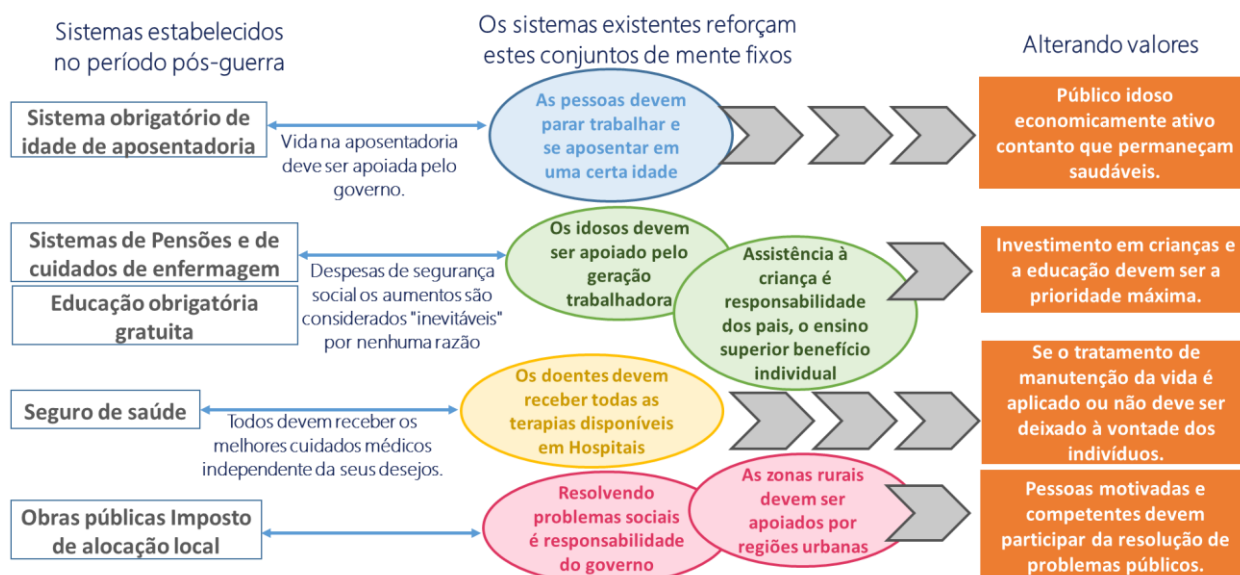 Sistemas estabelecidos
no período pós-guerra
Os sistemas existentes reforçam
estes conjuntos de mente fixos
Alterando valores
Sistema obrigatório de
idade de aposentadoria
Vida na aposentadoria
deve ser apoiada pelo
governo.
As pessoas devem
parar trabalhar e
se aposentar em
uma certa idade
Público idoso
economicamente ativo
contanto que permaneçam
saudáveis.
Sistemas de Pensões e de
cuidados de enfermagem
Educação obrigatória
gratuita
Despesas de segurança
social os aumentos são
considerados "inevitáveis"
por nenhuma razão
Os idosos devem
ser apoiado pelo
geração
trabalhadora
Assistência à
criança é
responsabilidade
dos pais, o ensino
superior benefício
individual
Investimento em crianças e
a educação devem ser a
prioridade máxima.
Seguro de saúde
Todos devem receber os
melhores cuidados médicos
independente da seus desejos.
Os doentes devem
receber todas as
terapias disponíveis
em Hospitais
Se o tratamento de
manutenção da vida é
aplicado ou não deve ser
deixado à vontade dos
indivíduos.
Obras públicas Imposto
de alocação local
Resolvendo
problemas sociais
é responsabilidade
do governo
As zonas rurais
devem ser
apoiados por
regiões urbanas
Pessoas motivadas e
competentes devem
participar da resolução de
problemas públicos.